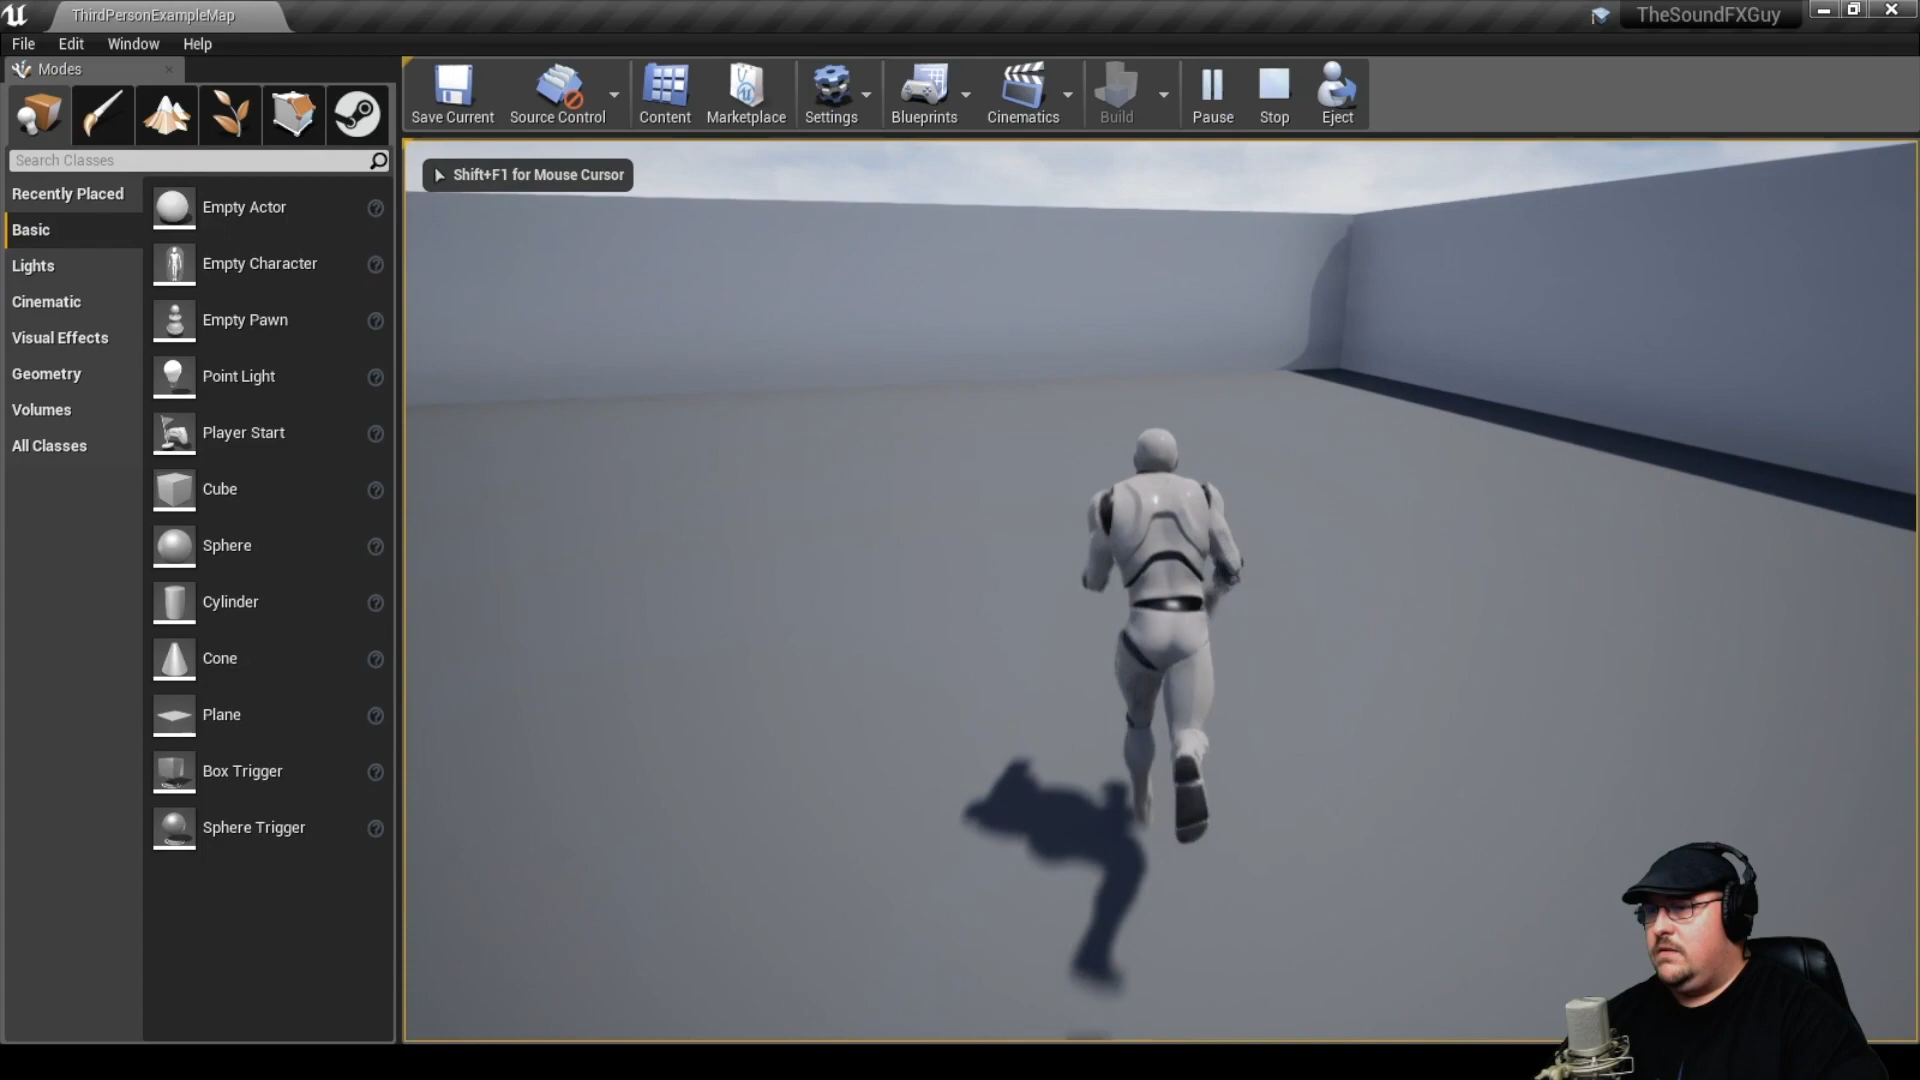 ThirdPersonExampleMap
TheSoundFXGuy
File Edit Window Help
Modes
Save Current Source Control Content Marketplace Settings Blueprints Cinematics Build Pause Stop Eject
Search Classes
Shift+F1 for Mouse Cursor
Recently Placed
Basic
Lights
Cinematic
Visual Effects
Geometry
Volumes
All Classes
Empty Actor
Empty Character
Empty Pawn
Point Light
Player Start
Cube
Sphere
Cylinder
Cone
Plane
Box Trigger
Sphere Trigger